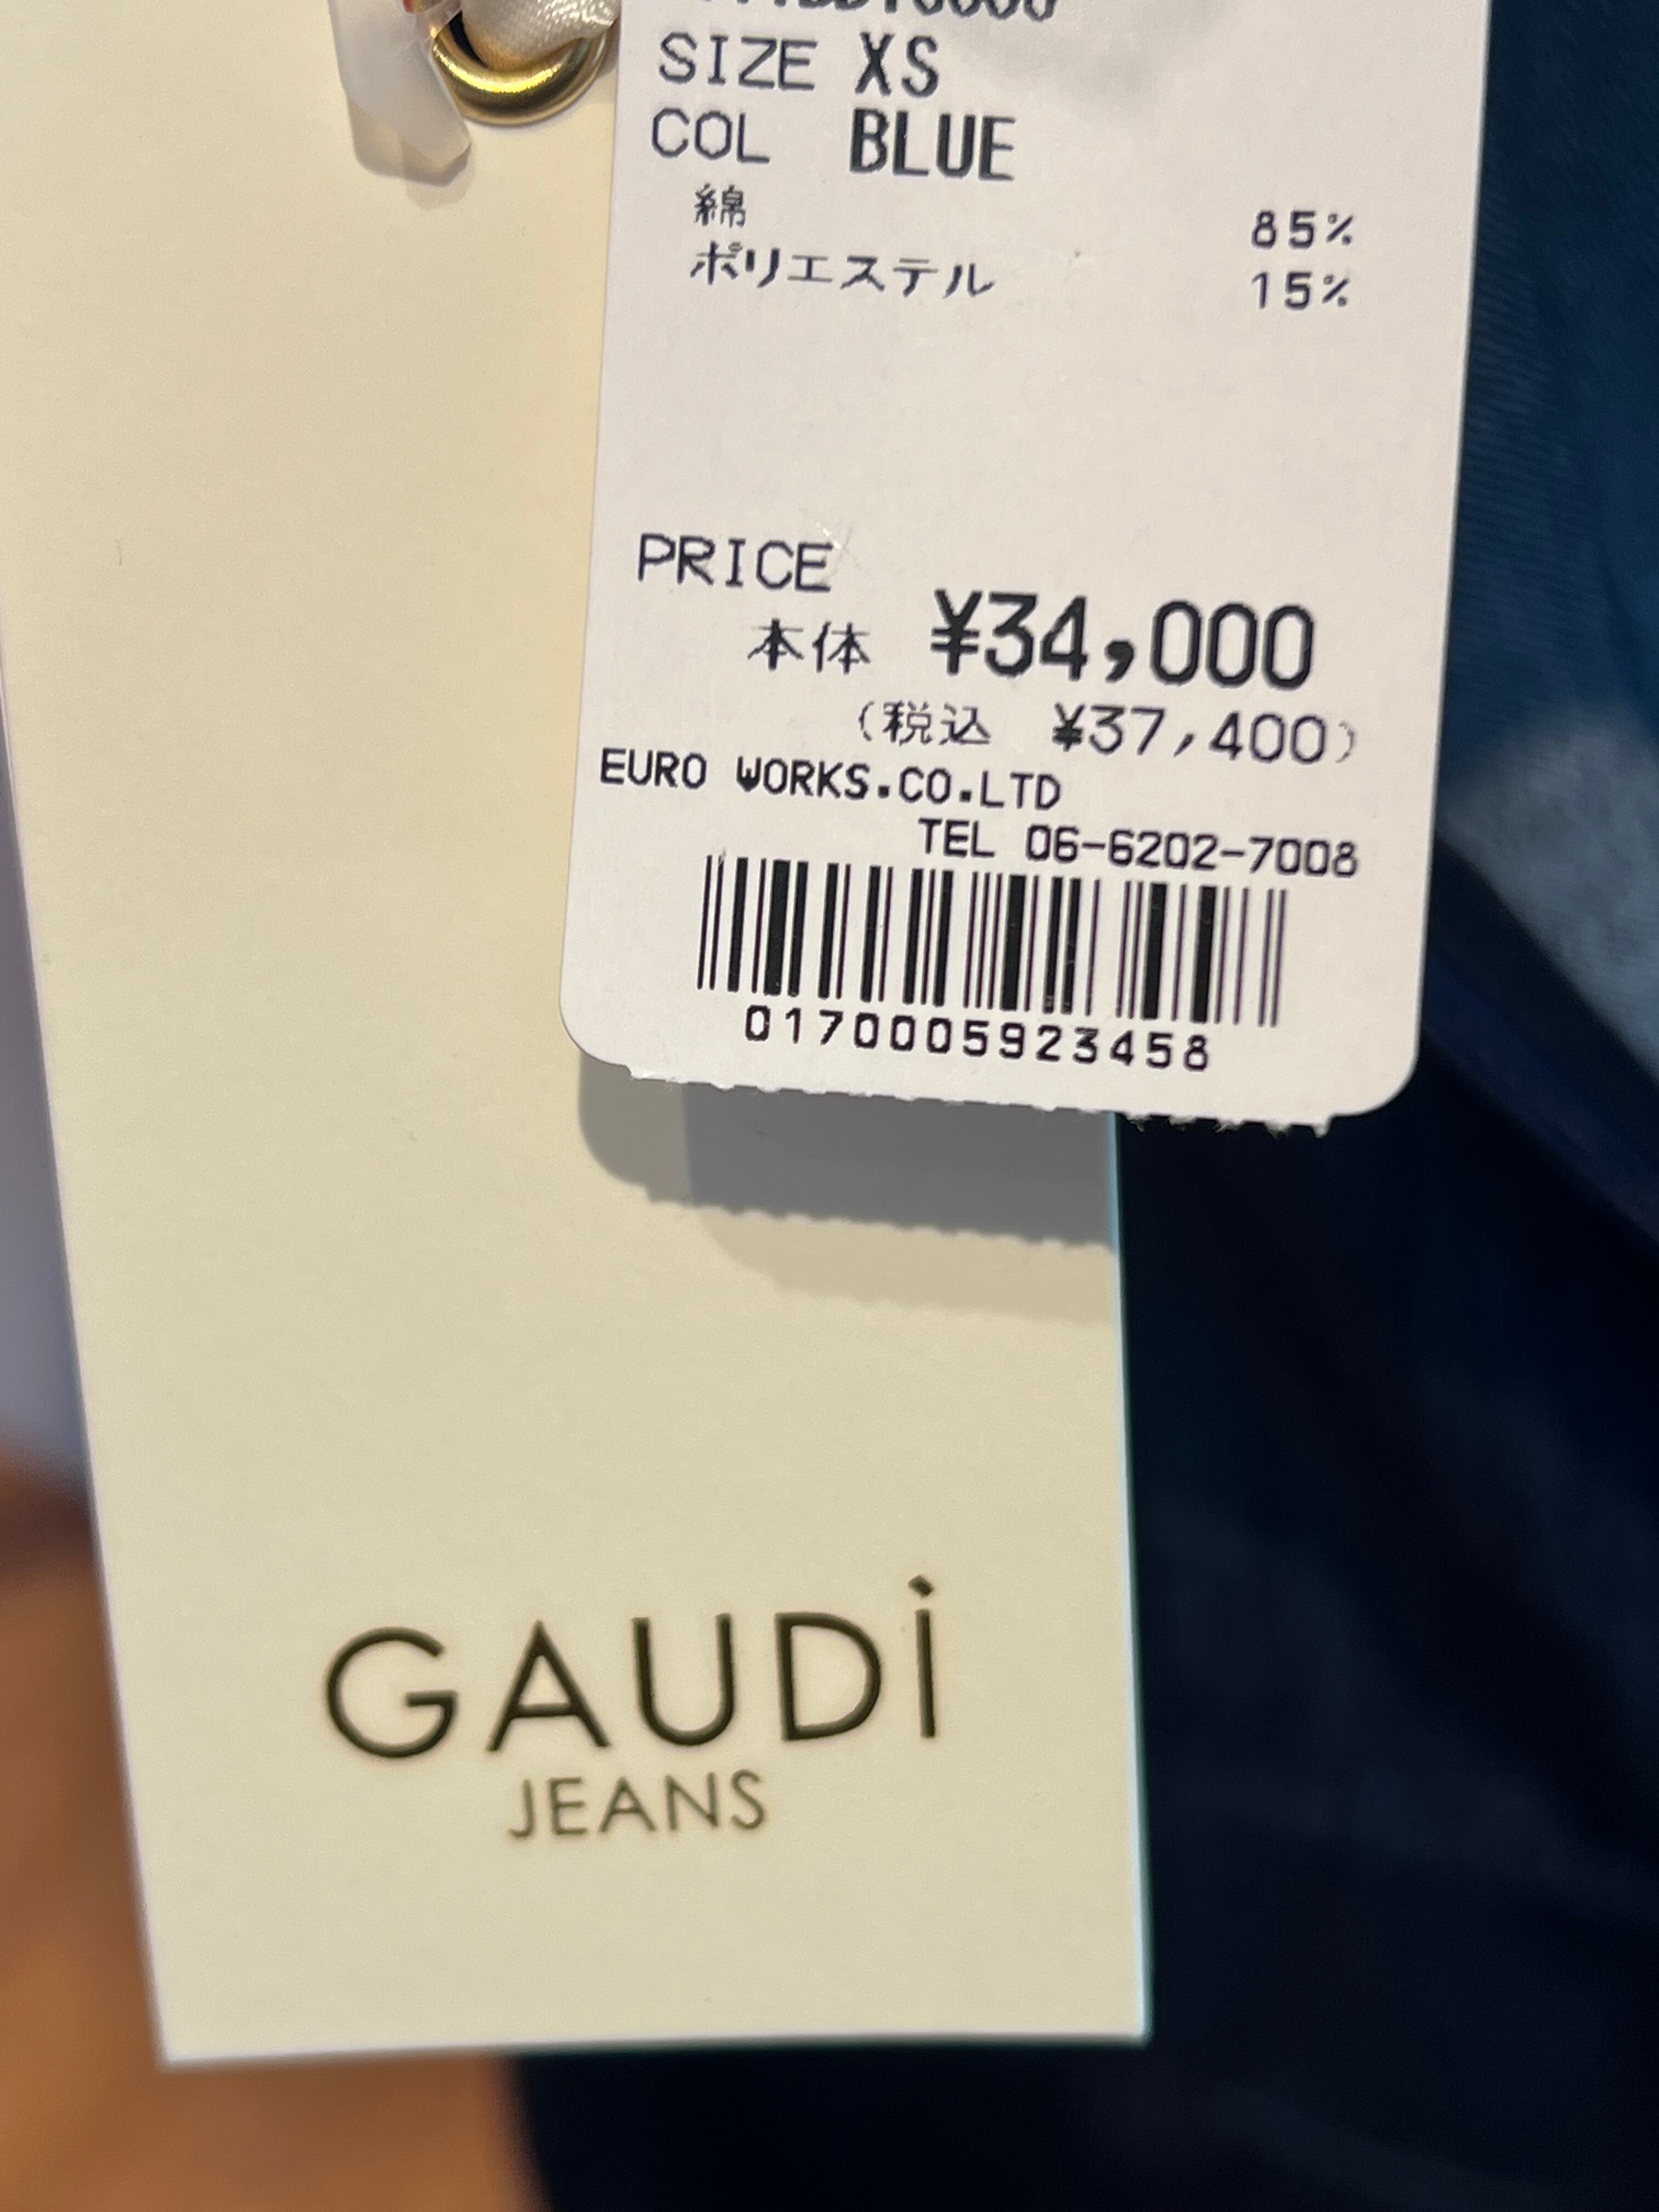 SIZE XS
COL BLUE
綿 85%
ポリエステル 15%
PRICE
本体 ¥34,000
(税込 ¥37,400)
EURO WORKS.CO.LTD
TEL 06-6202-7008
0170005923458
GAUDÌ
JEANS